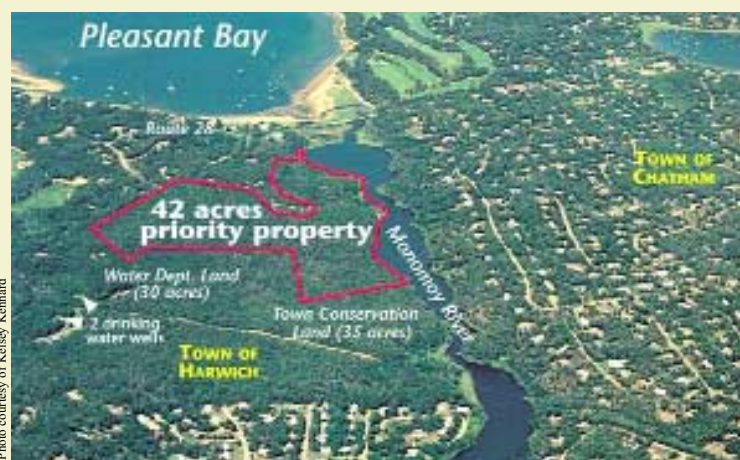 Pleasant Bay
Route 28
TOWN OF
CHATHAM
42 acres
priority property
Monomoy River
Water Dept. Land
(30 acres)
Town Conservation
Land (35 acres)
2 drinking
water wells
TOWN OF
HARWICH
Photo courtesy of Kelsey Kennard